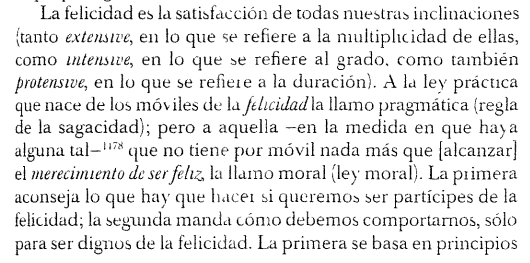 La felicidad es la satisfacción de todas nuestras inclinaciones
(tanto extensive, en lo que se refiere a la multiplicidad de ellas,
como intensive, en lo que se refiere al grado, como también
protensive, en lo que se refiere a la duración). A la ley práctica
que nace de los móviles de la felicidad la llamo pragmática (regla
de la sagacidad); pero a aquella –en la medida en que haya
alguna tal–¹¹⁷⁸ que no tiene por móvil nada más que [alcanzar]
el merecimiento de ser feliz, la llamo moral (ley moral). La primera
aconseja lo que hay que hacer si queremos ser partícipes de la
felicidad; la segunda manda cómo debemos comportarnos, sólo
para ser dignos de la felicidad. La primera se basa en principios